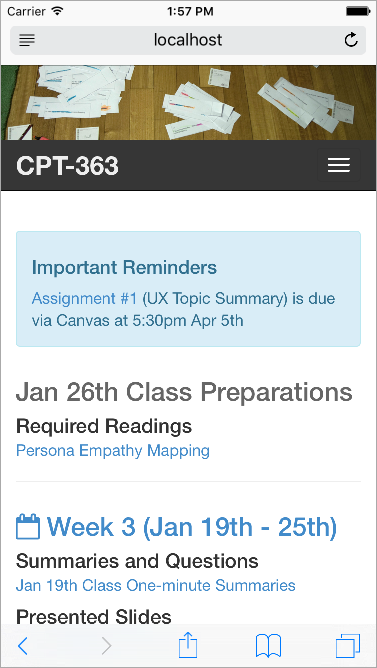 Carrier 1:57 PM
localhost
CPT-363
Important Reminders
Assignment #1 (UX Topic Summary) is due
via Canvas at 5:30pm Apr 5th
Jan 26th Class Preparations
Required Readings
Persona Empathy Mapping
Week 3 (Jan 19th - 25th)
Summaries and Questions
Jan 19th Class One-minute Summaries
Presented Slides